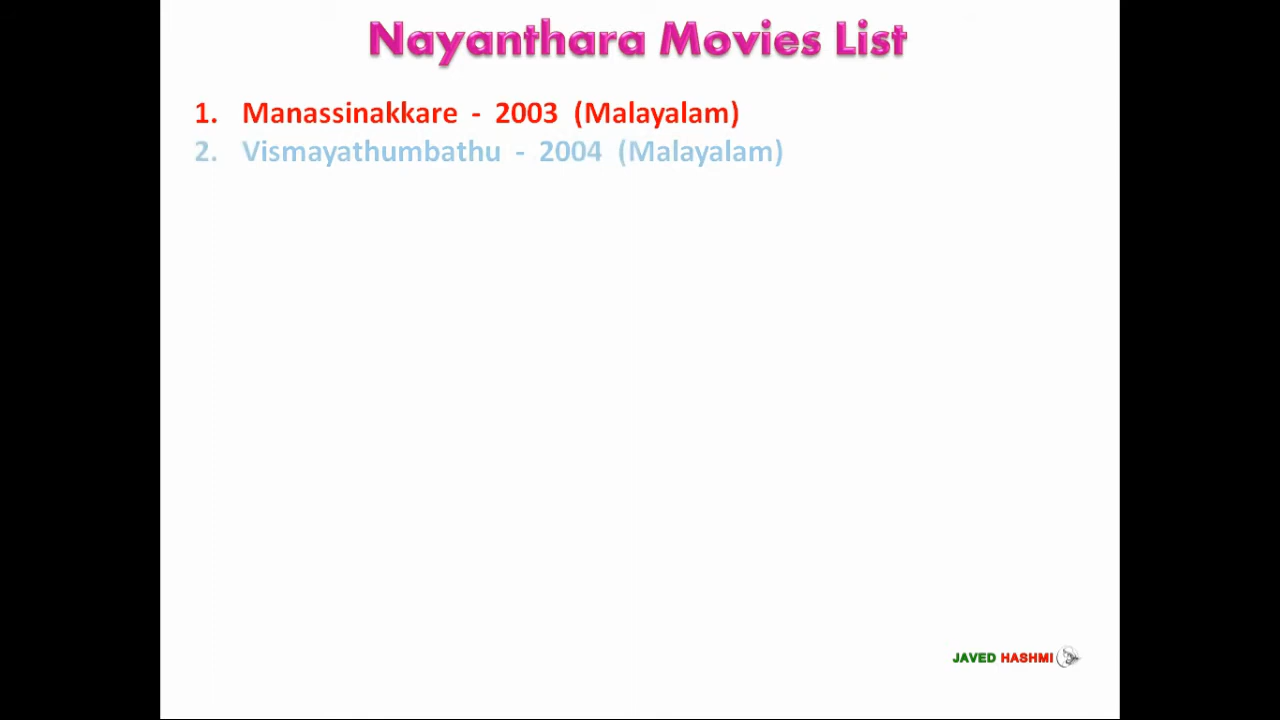 Nayanthara Movies List
1. Manassinakkare - 2003 (Malayalam)
2. Vismayathumbathu - 2004 (Malayalam)
JAVED HASHMI